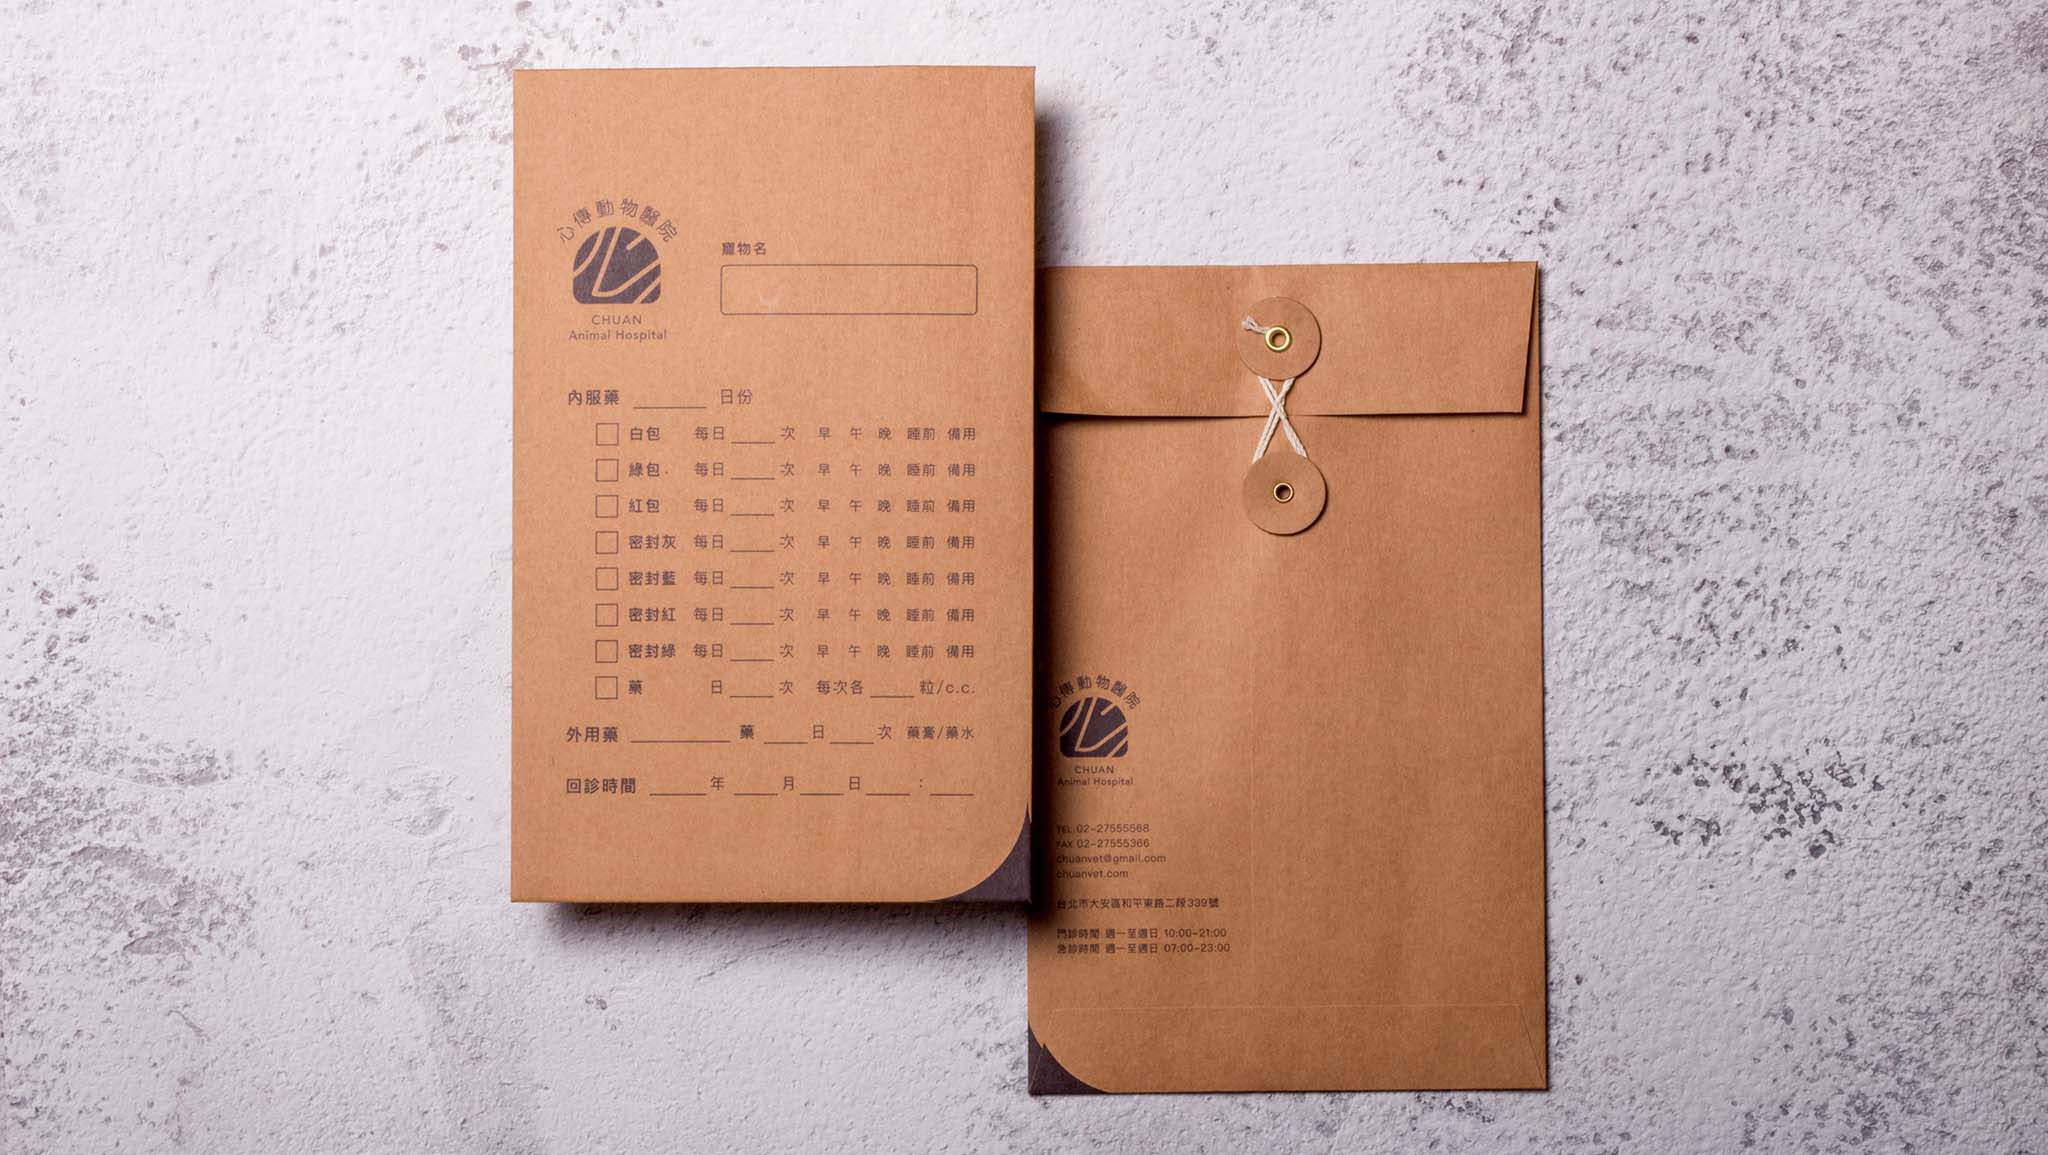 心傳動物醫院
CHUAN
Animal Hospital
寵物名
內服藥 ______ 日份
白包 每日____次 早 午 晚 睡前 備用
綠包. 每日____次 早 午 晚 睡前 備用
紅包 每日____次 早 午 晚 睡前 備用
密封灰 每日____次 早 午 晚 睡前 備用
密封藍 每日____次 早 午 晚 睡前 備用
密封紅 每日____次 早 午 晚 睡前 備用
密封綠 每日____次 早 午 晚 睡前 備用
藥 日____次 每次各____粒/c.c.
外用藥 ________ 藥 ____日____次 藥膏/藥水
回診時間 _____年 ____月____日____:____
心傳動物醫院
CHUAN
Animal Hospital
TEL 02-27555568
FAX 02-27555366
chuanvet@gmail.com
chuanvet.com
台北市大安區和平東路二段339號
門診時間 週一至週日 10:00-21:00
急診時間 週一至週日 07:00-23:00